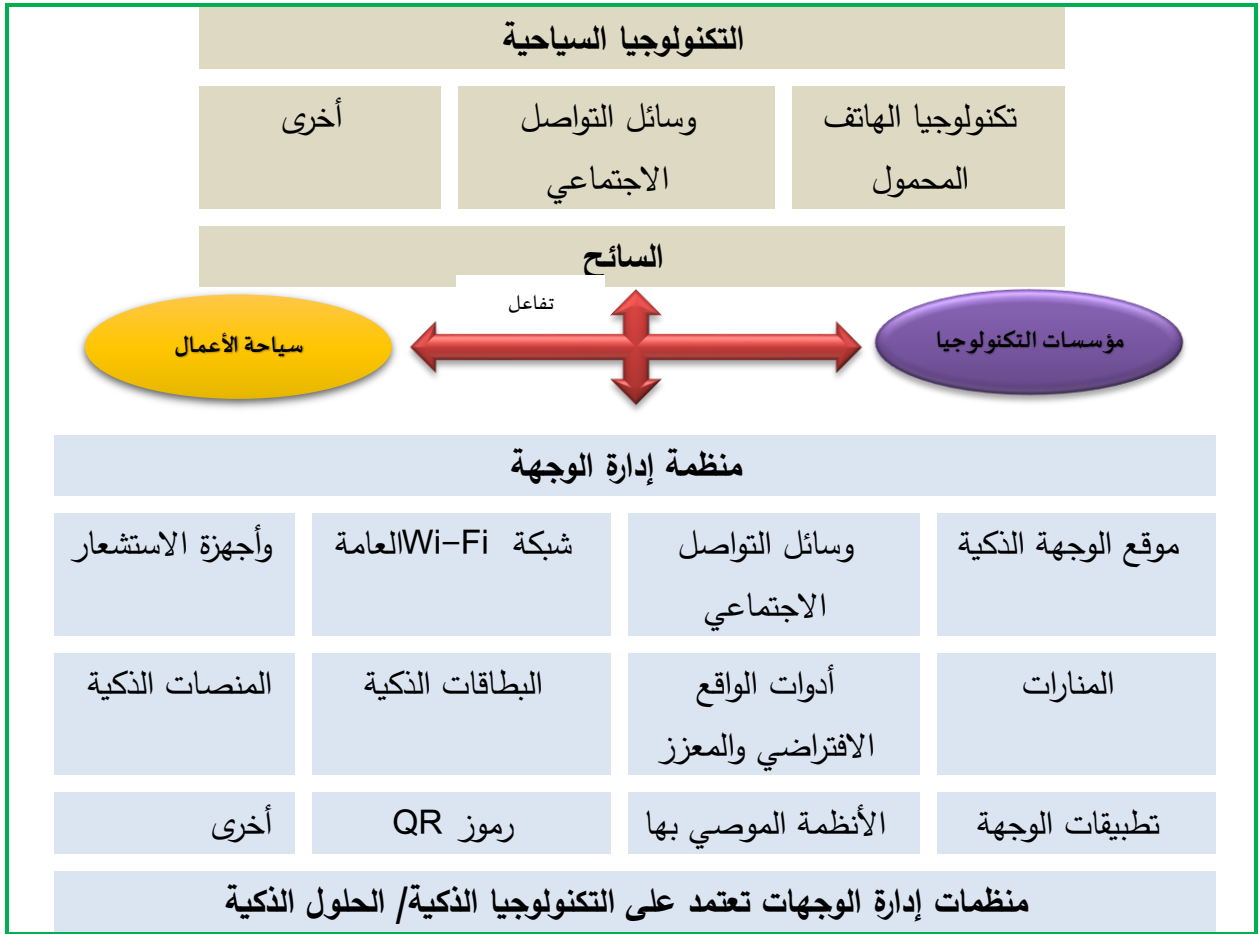 التكنولوجيا السياحية
تكنولوجيا الهاتف
المحمول
وسائل التواصل
الاجتماعي
أخرى
السائح
تفاعل
مؤسسات التكنولوجيا
سياحة الأعمال
منظمة إدارة الوجهة
موقع الوجهة الذكية
وسائل التواصل
الاجتماعي
شبكة Wi-Fiالعامة
وأجهزة الاستشعار
المنارات
أدوات الواقع
الافتراضي والمعزز
البطاقات الذكية
المنصات الذكية
تطبيقات الوجهة
الأنظمة الموصي بها
رموز QR
أخرى
منظمات إدارة الوجهات تعتمد على التكنولوجيا الذكية/ الحلول الذكية